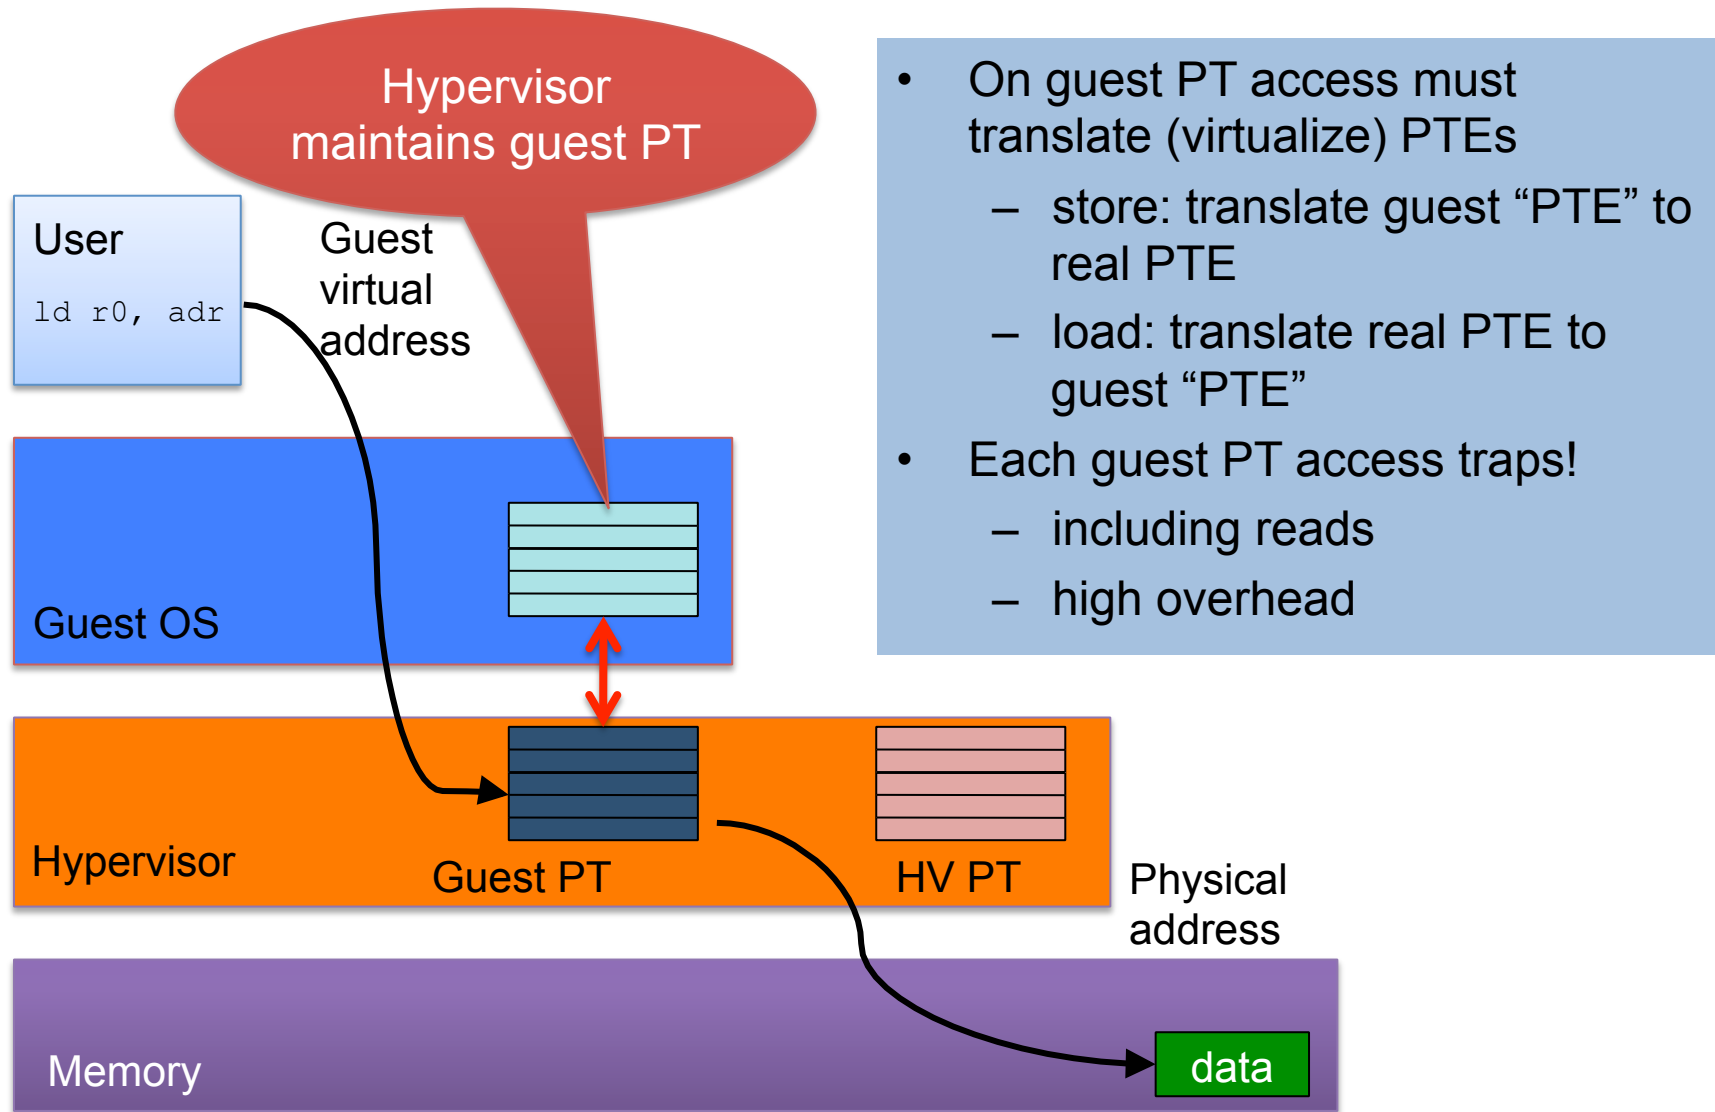 Hypervisor
maintains guest PT
User
ld r0, adr
Guest
virtual
address
Guest OS
Hypervisor
Guest PT
HV PT
Physical
address
Memory
data
• On guest PT access must
translate (virtualize) PTEs
– store: translate guest “PTE” to
real PTE
– load: translate real PTE to
guest “PTE”
• Each guest PT access traps!
– including reads
– high overhead